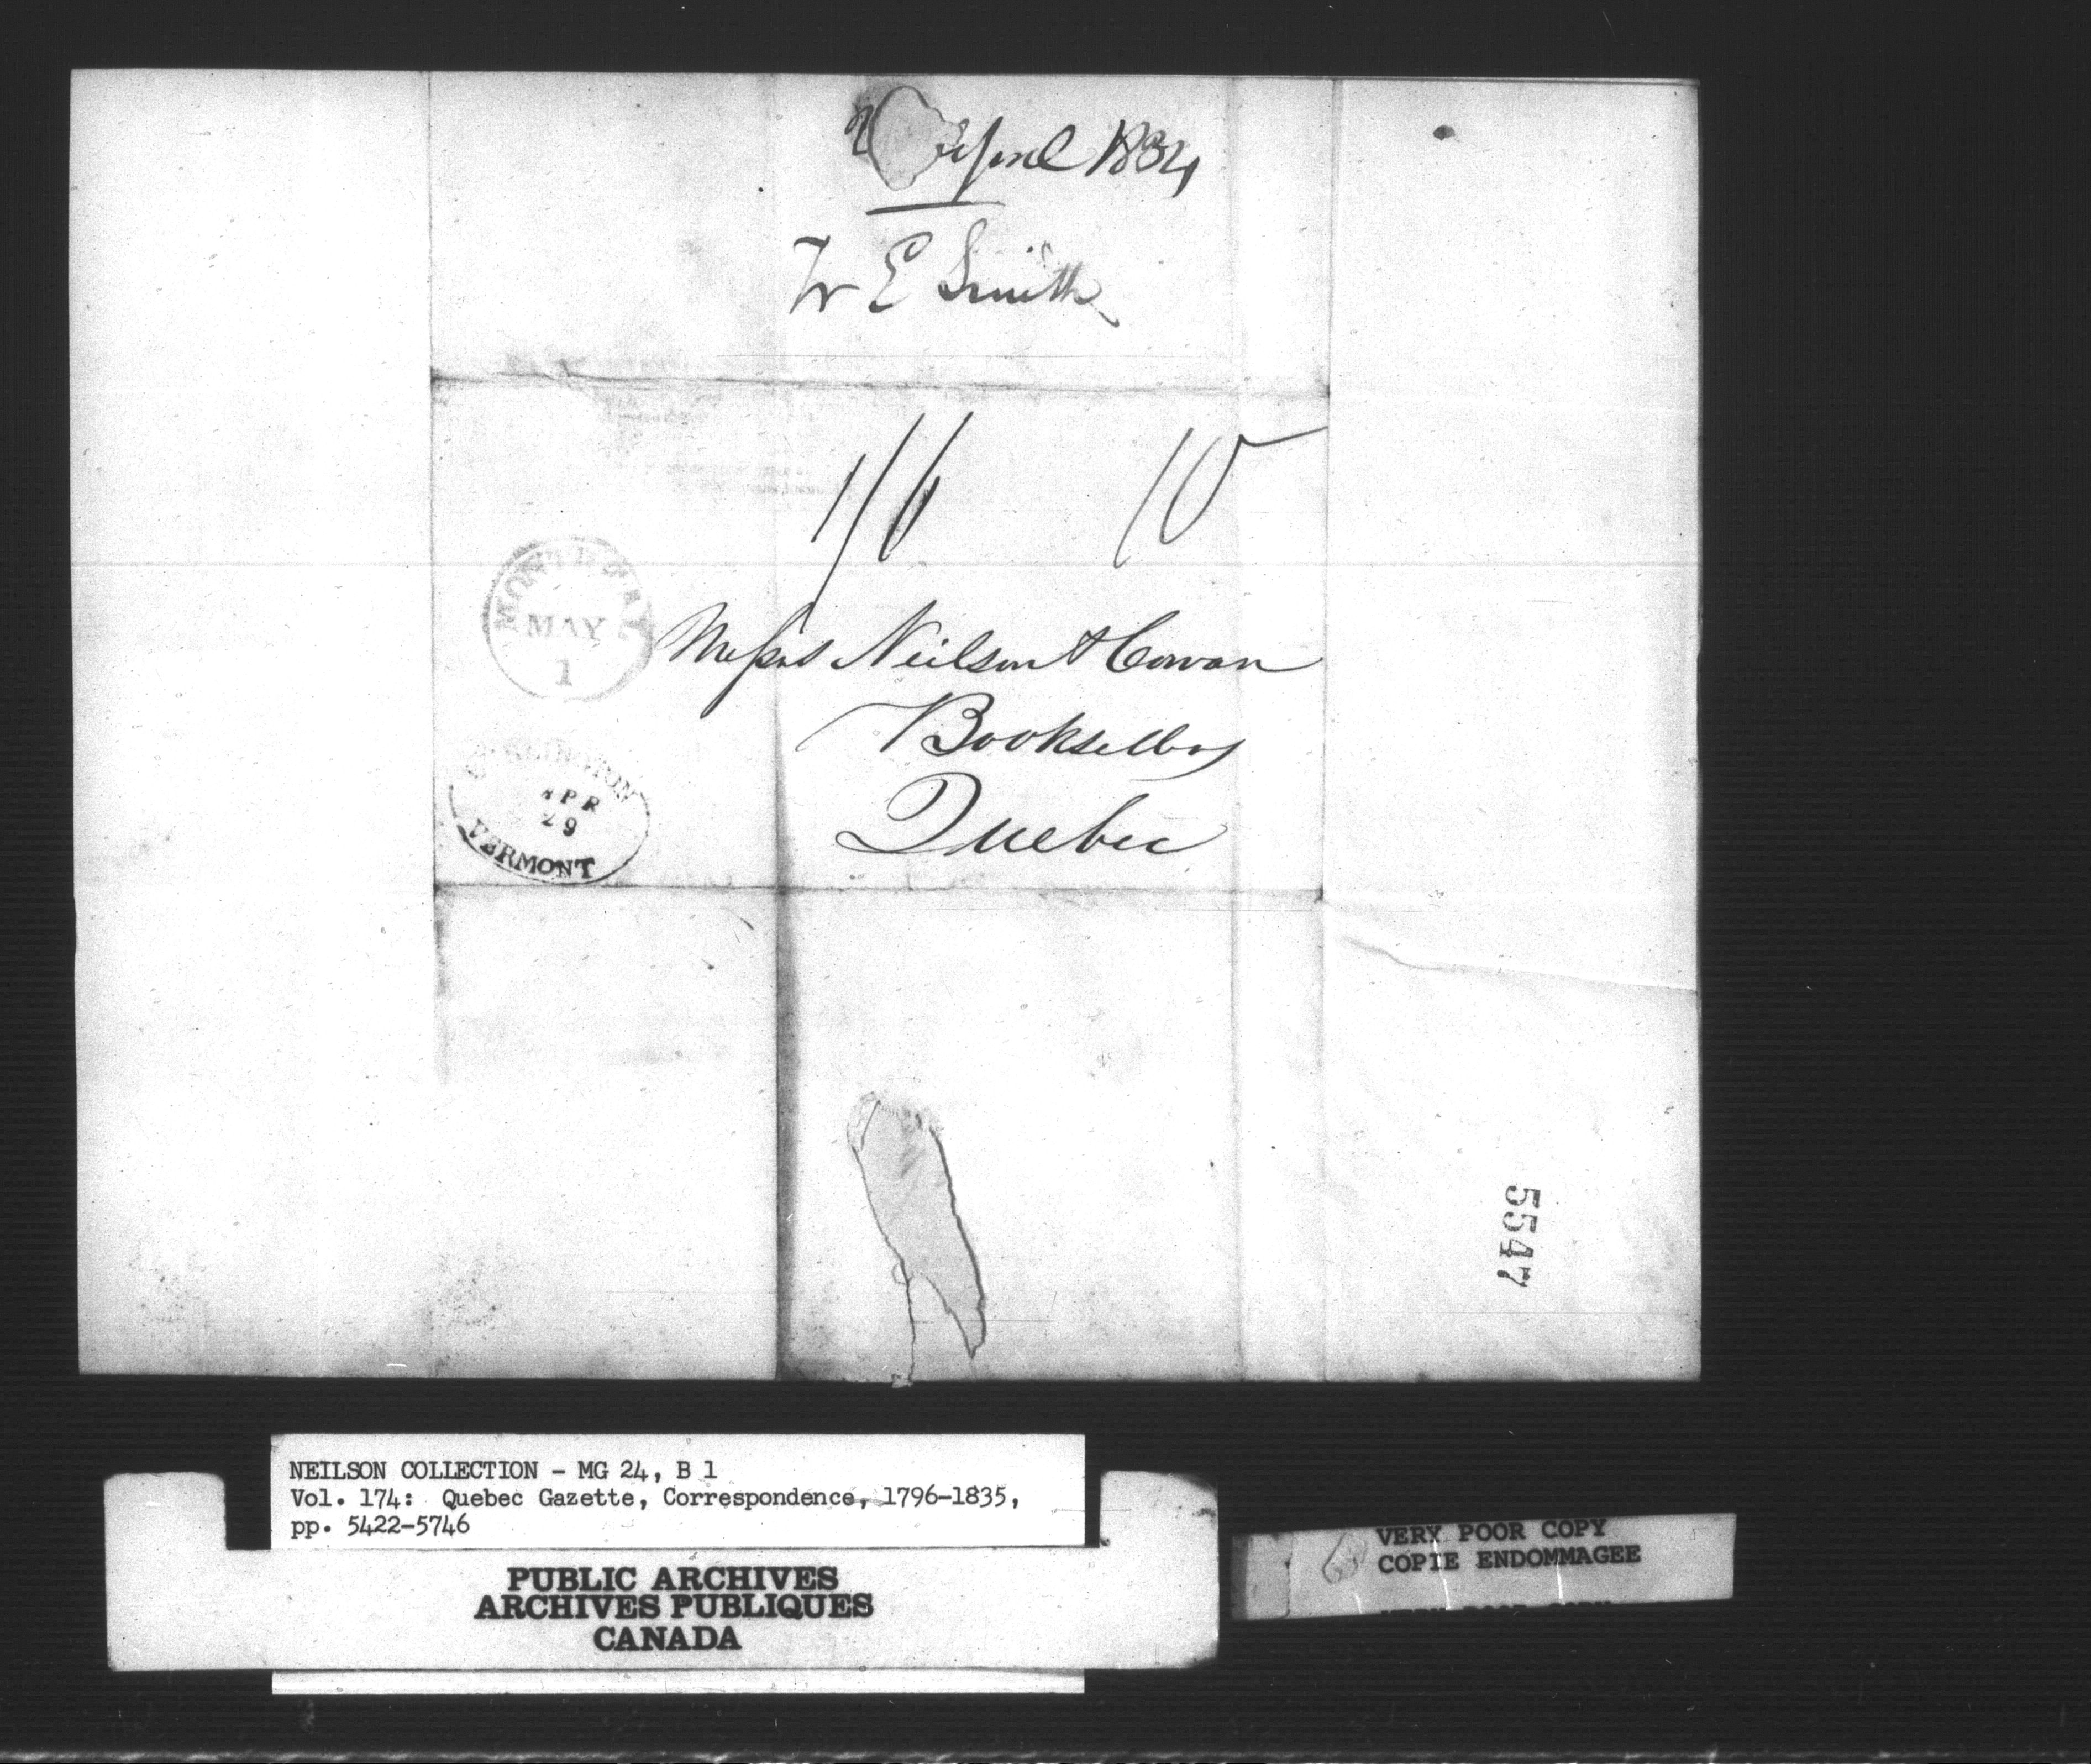 April 1834
E Smith
1/6 10
Messrs Neilson & Cowan
Booksellers
Quebec
MONTREAL
MAY
1
BURLINGTON
APR
29
VERMONT
5547
NEILSON COLLECTION - MG 24, B 1
Vol. 174: Quebec Gazette, Correspondence, 1796-1835,
pp. 5422-5746
PUBLIC ARCHIVES
ARCHIVES PUBLIQUES
CANADA
VERY POOR COPY
COPIE ENDOMMAGEE